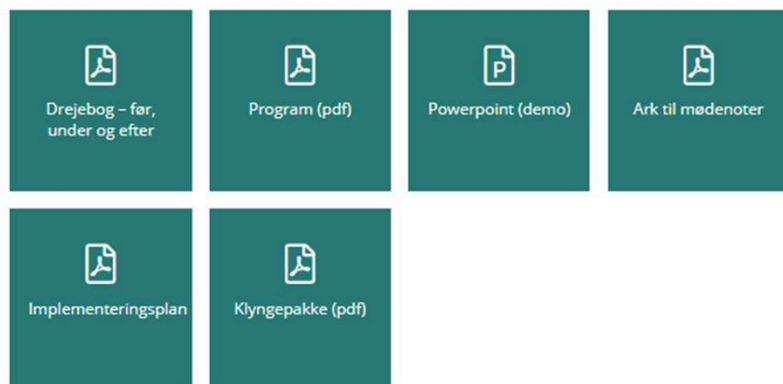 Drejebog – før,
under og efter
Program (pdf)
Powerpoint (demo)
Ark til mødenoter
Implementeringsplan
Klyngepakke (pdf)